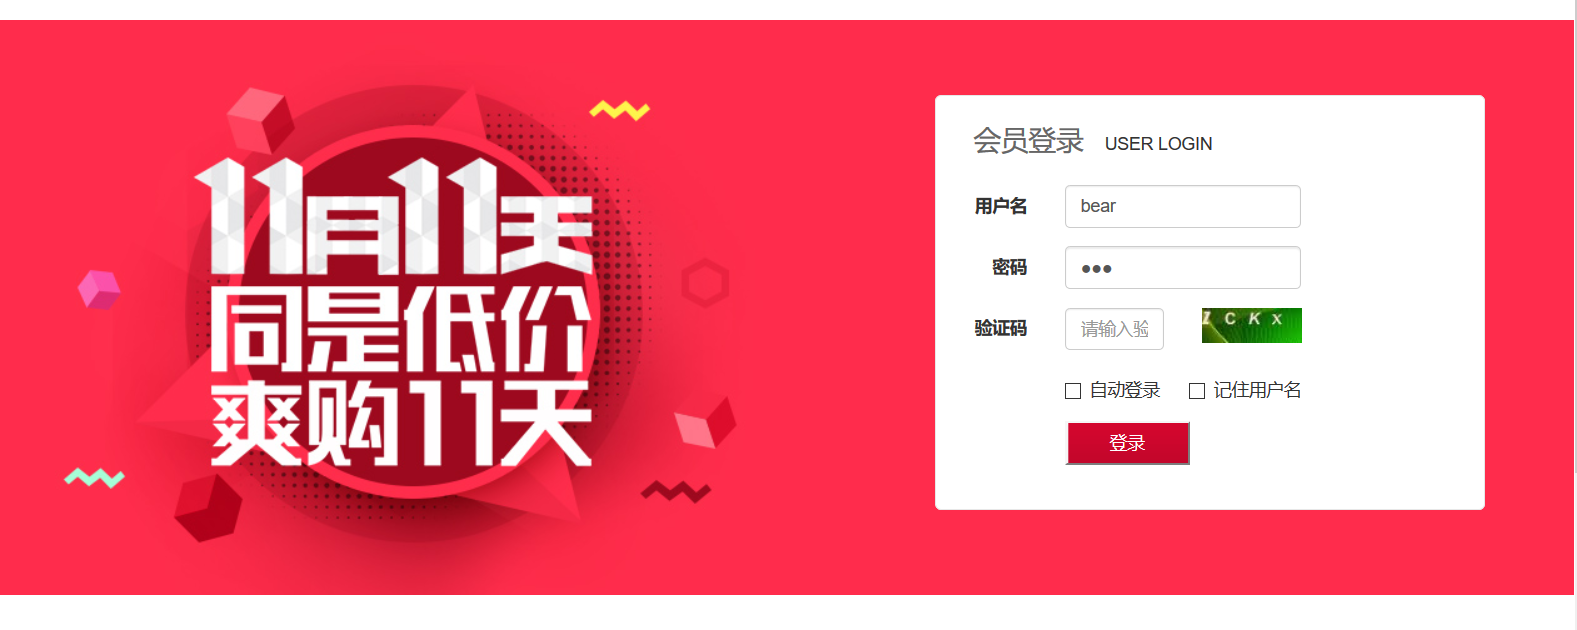 11月11天
同是低价
爽购11天
会员登录 USER LOGIN
用户名 bear
密码 ●●●
验证码 请输入验 ICKX
自动登录 记住用户名
登录